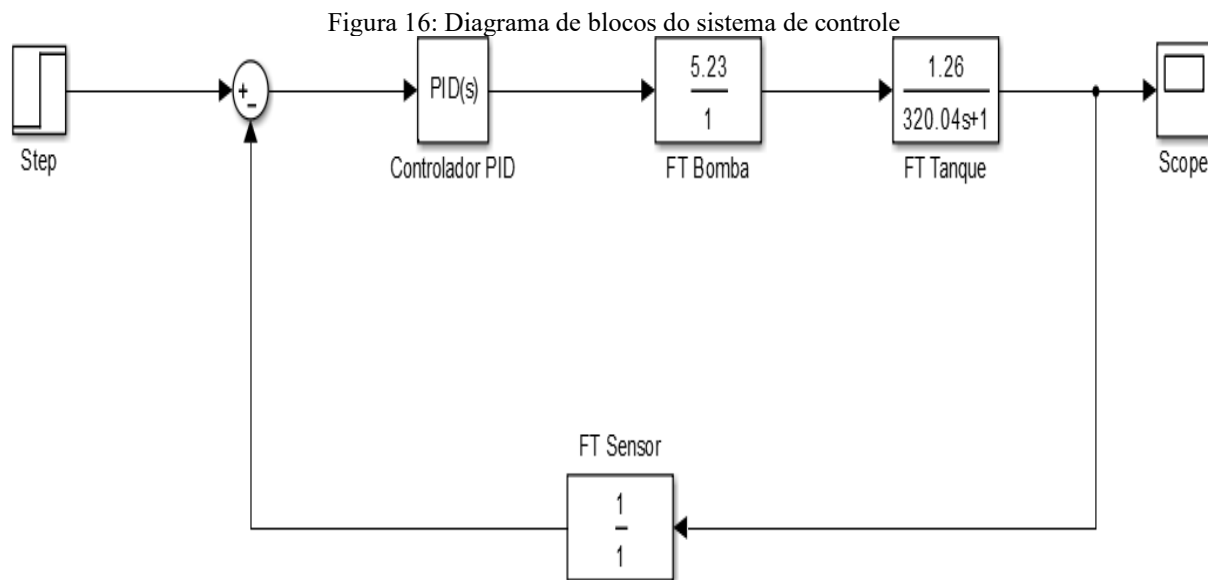 Figura 16: Diagrama de blocos do sistema de controle
Step
+
-
PID(s)
Controlador PID
5.23
1
FT Bomba
1.26
320.04s+1
FT Tanque
Scope
FT Sensor
1
1